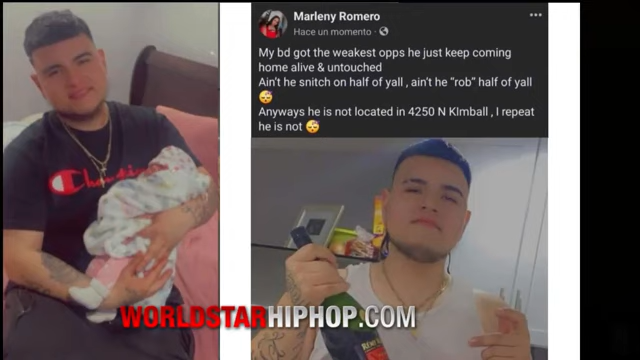 Marleny Romero
Hace un momento ·
My bd got the weakest opps he just keep coming
home alive & untouched
Ain't he snitch on half of yall , ain't he "rob" half of yall
😴
Anyways he is not located in 4250 N KImball , I repeat
he is not 😴
Champion
WORLDSTARHIPHOP.COM